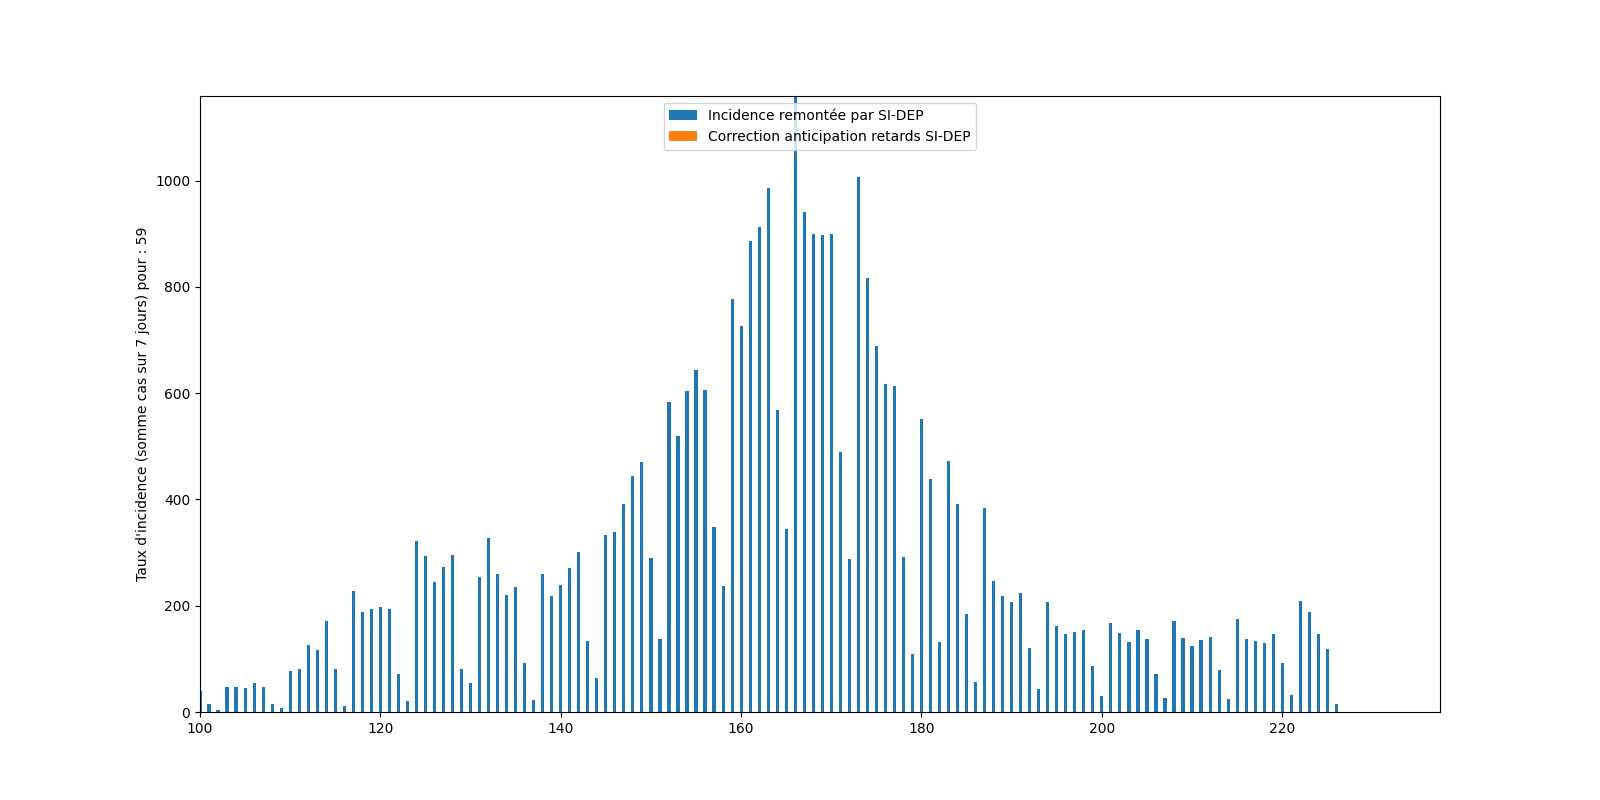 Incidence remontée par SI-DEP
Correction anticipation retards SI-DEP
Taux d'incidence (somme cas sur 7 jours) pour : 59
1000
800
600
400
200
0
100 120 140 160 180 200 220